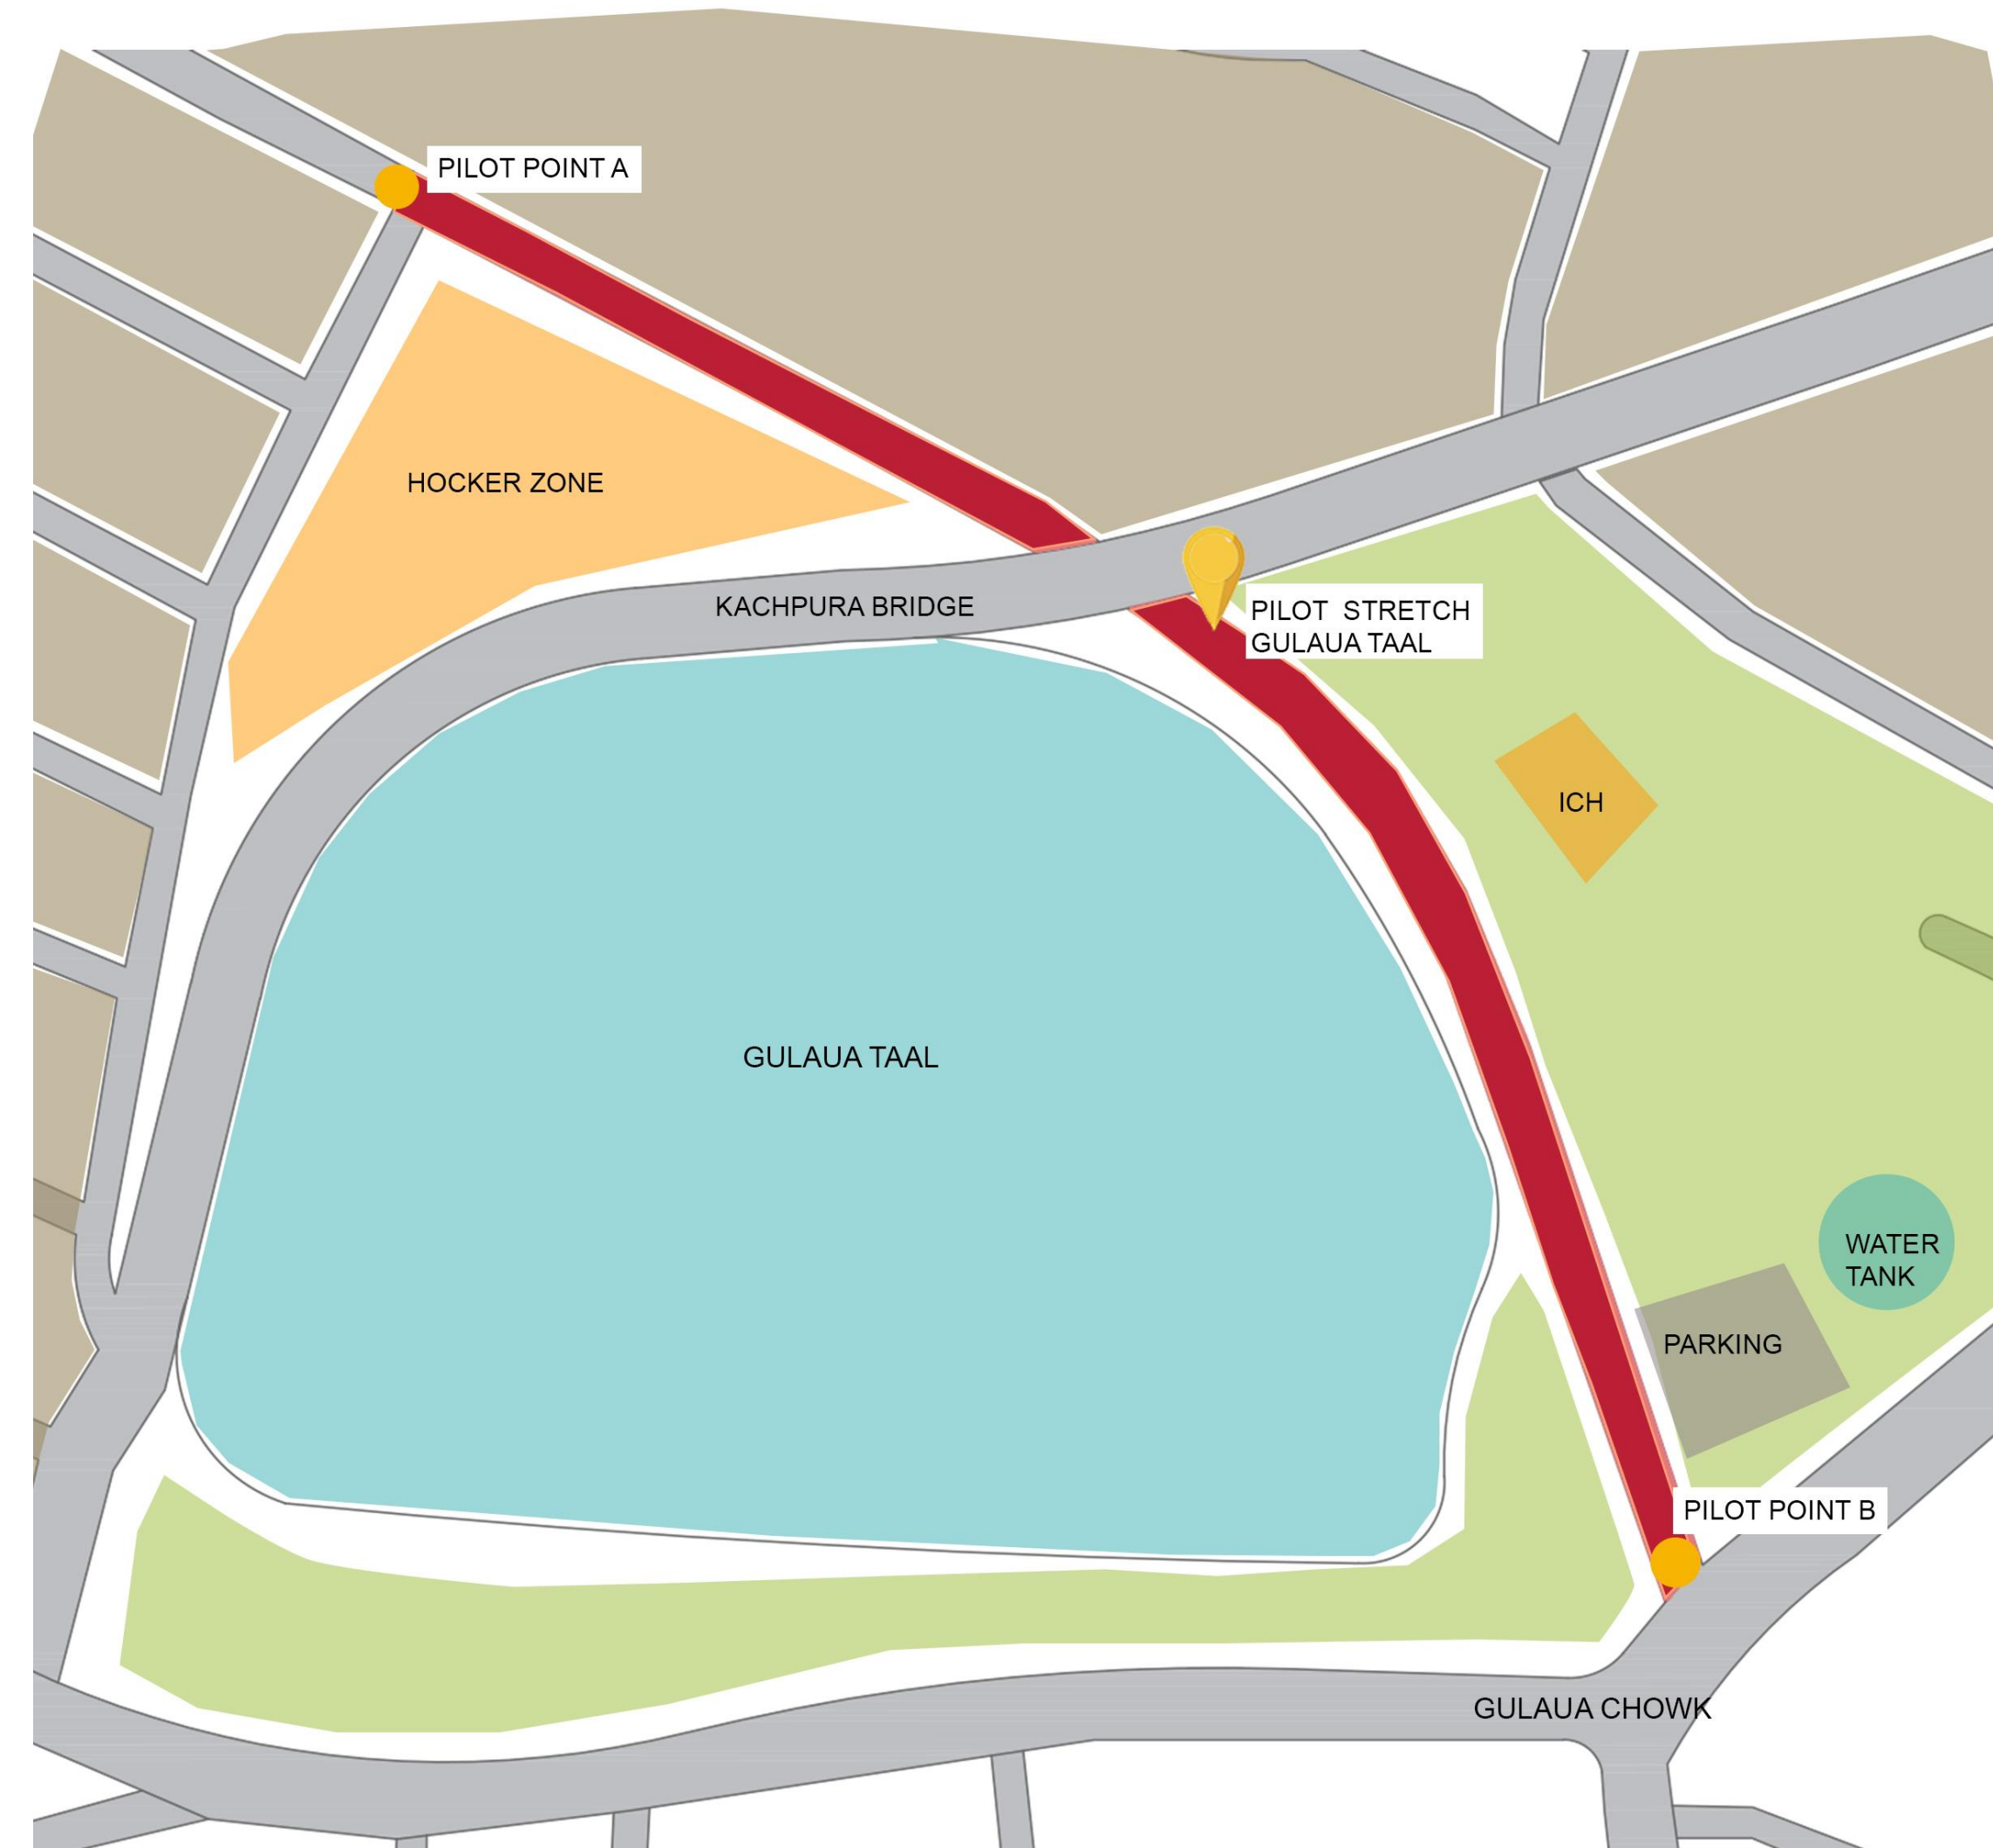 PILOT POINT A
HOCKER ZONE
KACHPURA BRIDGE
PILOT STRETCH
GULAUA TAAL
ICH
GULAUA TAAL
WATER
TANK
PARKING
PILOT POINT B
GULAUA CHOWK